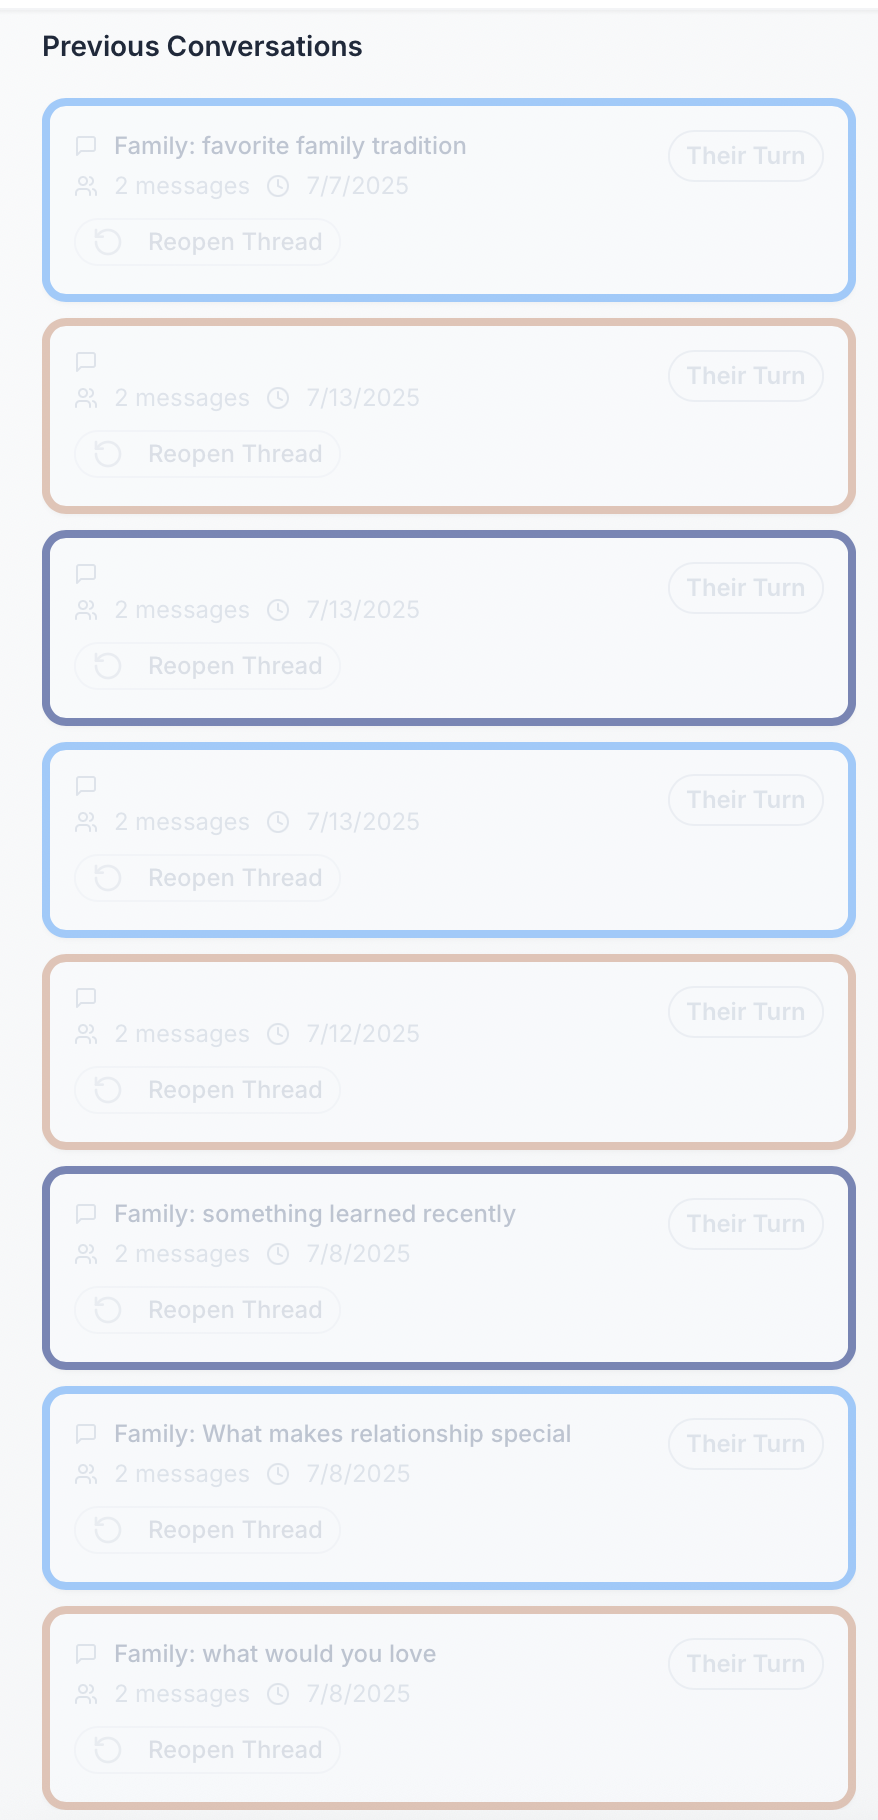 Previous Conversations
Family: favorite family tradition
Their Turn
2 messages 7/7/2025
Reopen Thread
Their Turn
2 messages 7/13/2025
Reopen Thread
Their Turn
2 messages 7/13/2025
Reopen Thread
Their Turn
2 messages 7/13/2025
Reopen Thread
Their Turn
2 messages 7/12/2025
Reopen Thread
Family: something learned recently
Their Turn
2 messages 7/8/2025
Reopen Thread
Family: What makes relationship special
Their Turn
2 messages 7/8/2025
Reopen Thread
Family: what would you love
Their Turn
2 messages 7/8/2025
Reopen Thread